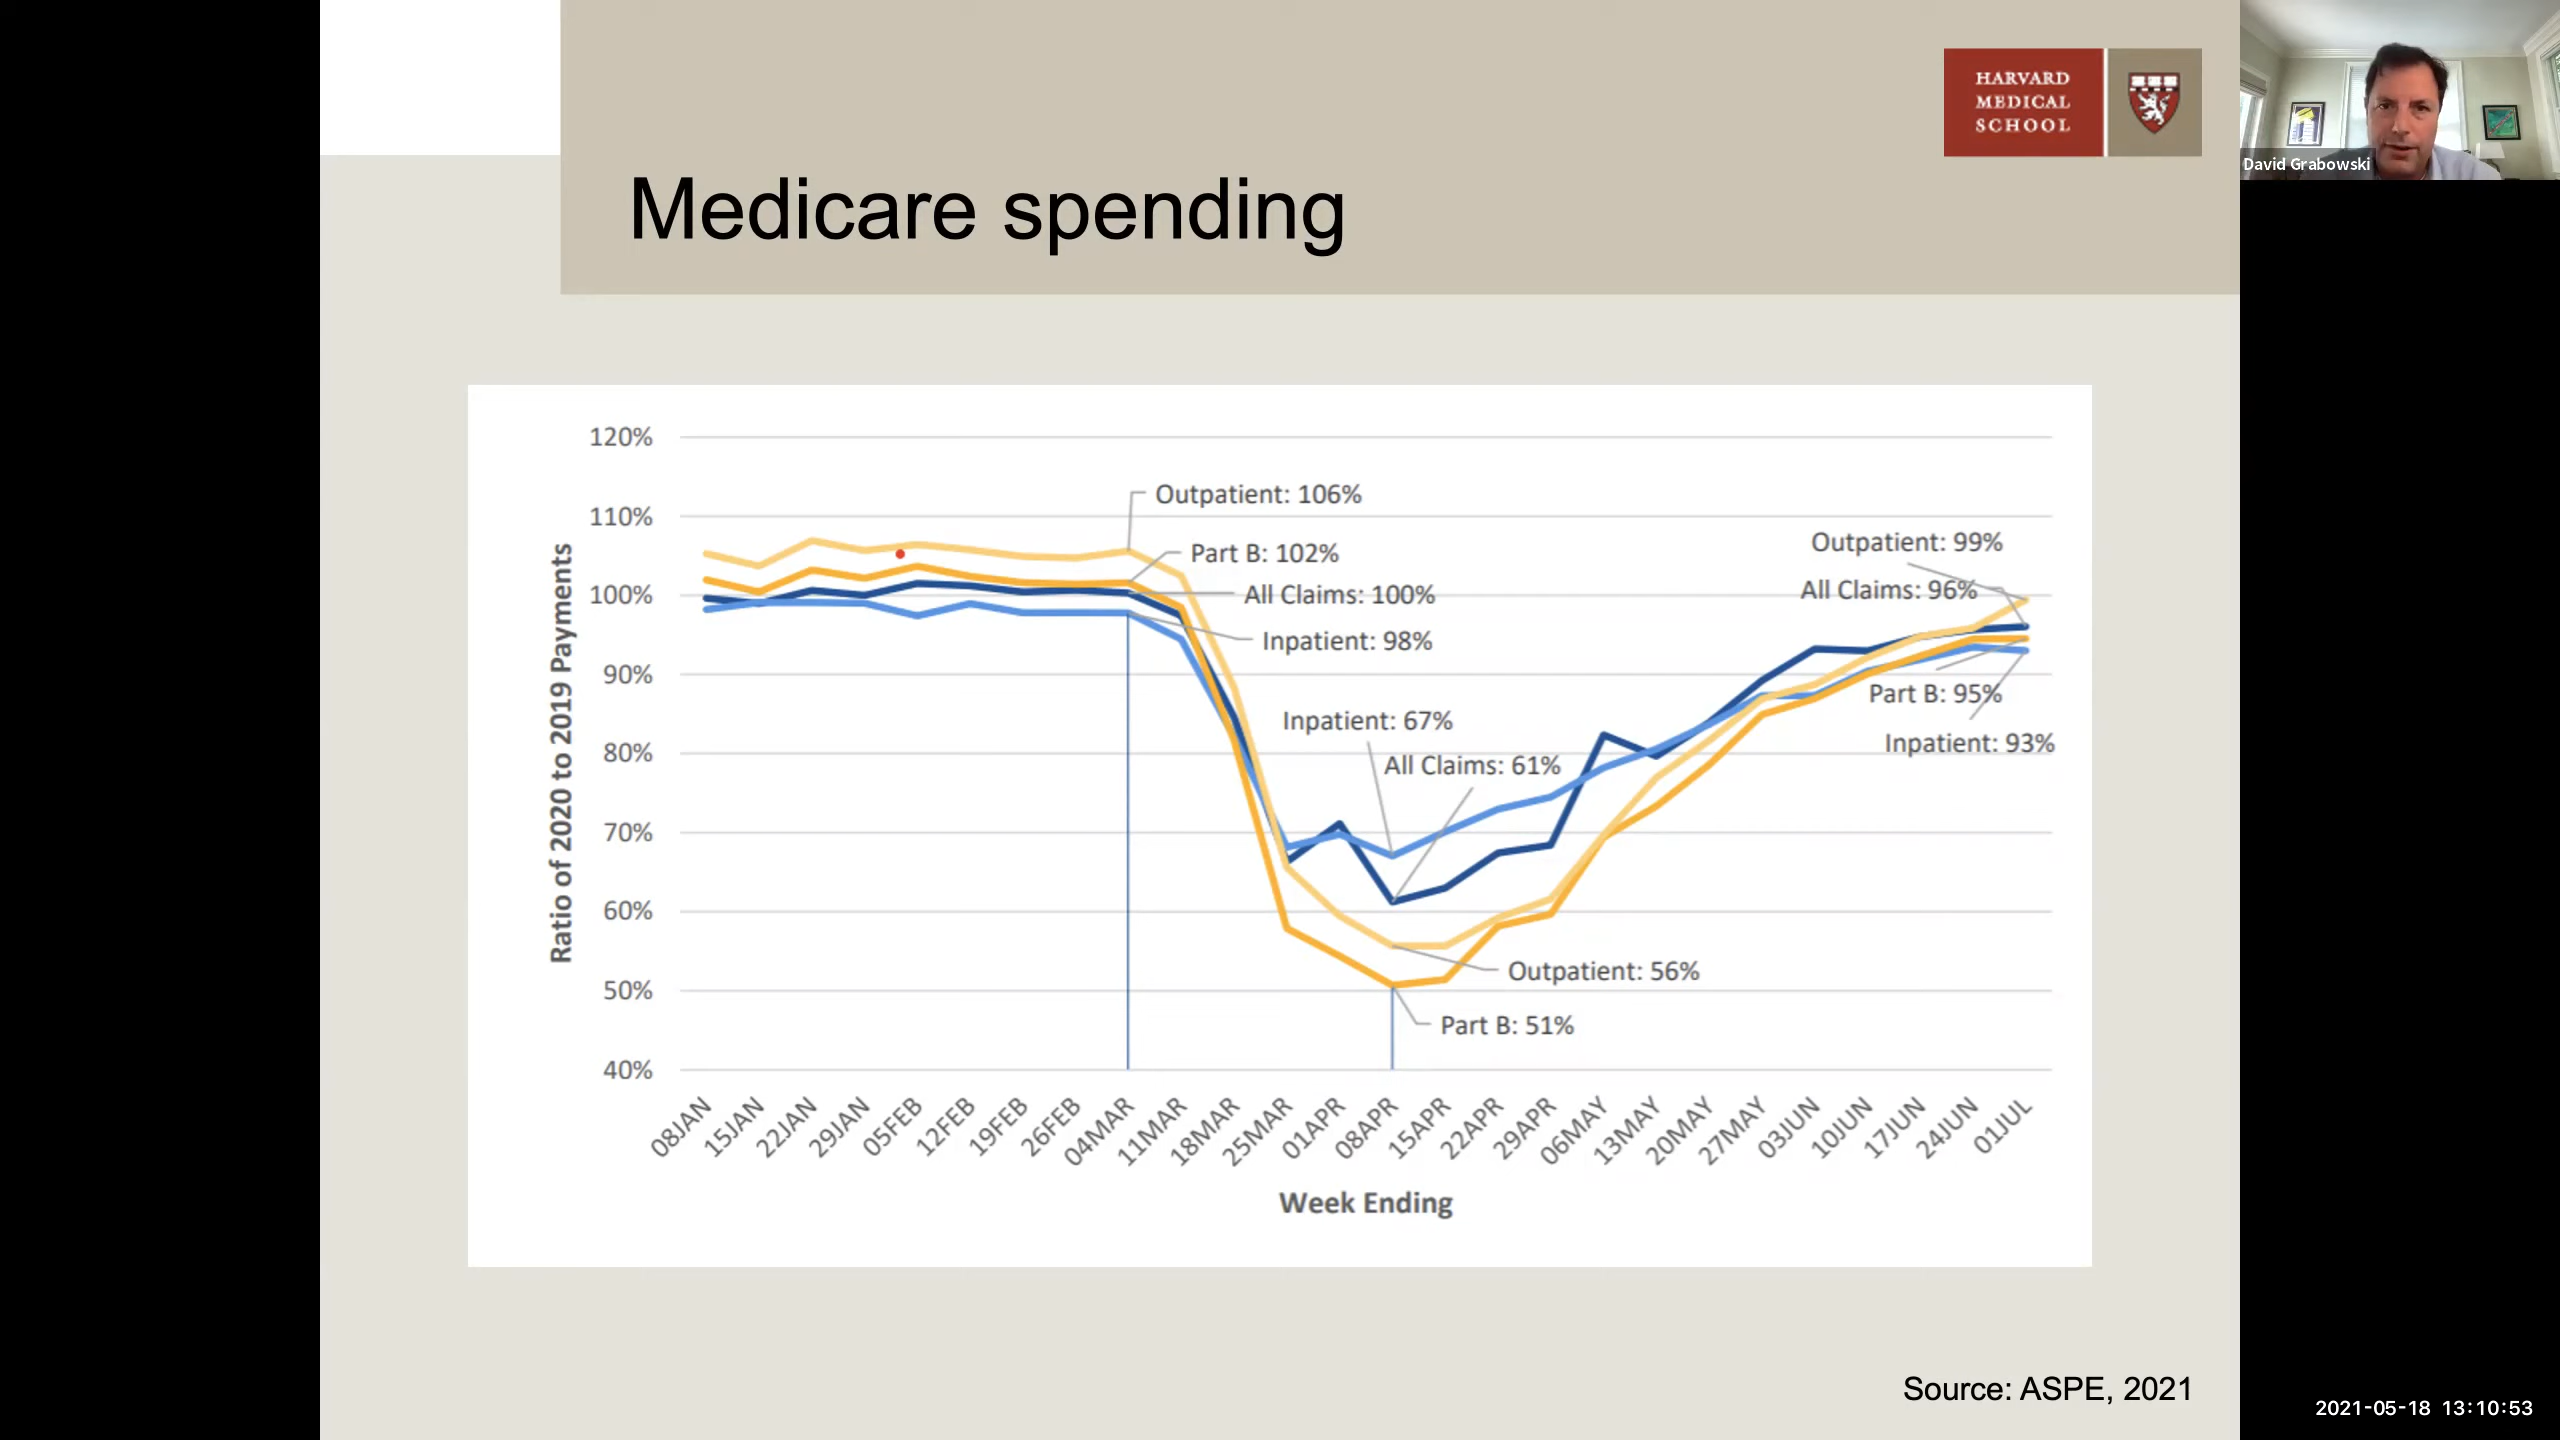 HARVARD
MEDICAL
SCHOOL
David Grabowski
Medicare spending
120%
110%
100%
90%
80%
70%
60%
50%
40%
Ratio of 2020 to 2019 Payments
Outpatient: 106%
Part B: 102%
All Claims: 100%
Inpatient: 98%
Inpatient: 67%
All Claims: 61%
Outpatient: 56%
Part B: 51%
Outpatient: 99%
All Claims: 96%
Part B: 95%
Inpatient: 93%
08JAN
15JAN
22JAN
29JAN
05FEB
12FEB
19FEB
26FEB
04MAR
11MAR
18MAR
25MAR
01APR
08APR
15APR
22APR
29APR
06MAY
13MAY
20MAY
27MAY
03JUN
10JUN
17JUN
24JUN
01JUL
Week Ending
Source: ASPE, 2021
2021-05-18 13:10:53